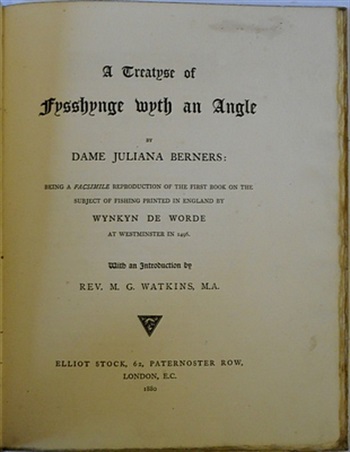 A Treatyse of
Fysshynge wyth an Angle
BY
DAME JULIANA BERNERS:
BEING A FACSIMILE REPRODUCTION OF THE FIRST BOOK ON THE
SUBJECT OF FISHING PRINTED IN ENGLAND BY
WYNKYN DE WORDE
AT WESTMINSTER IN 1496.
With an Introduction by
REV. M. G. WATKINS, M.A.
ELLIOT STOCK, 62, PATERNOSTER ROW,
LONDON, E.C.
1880